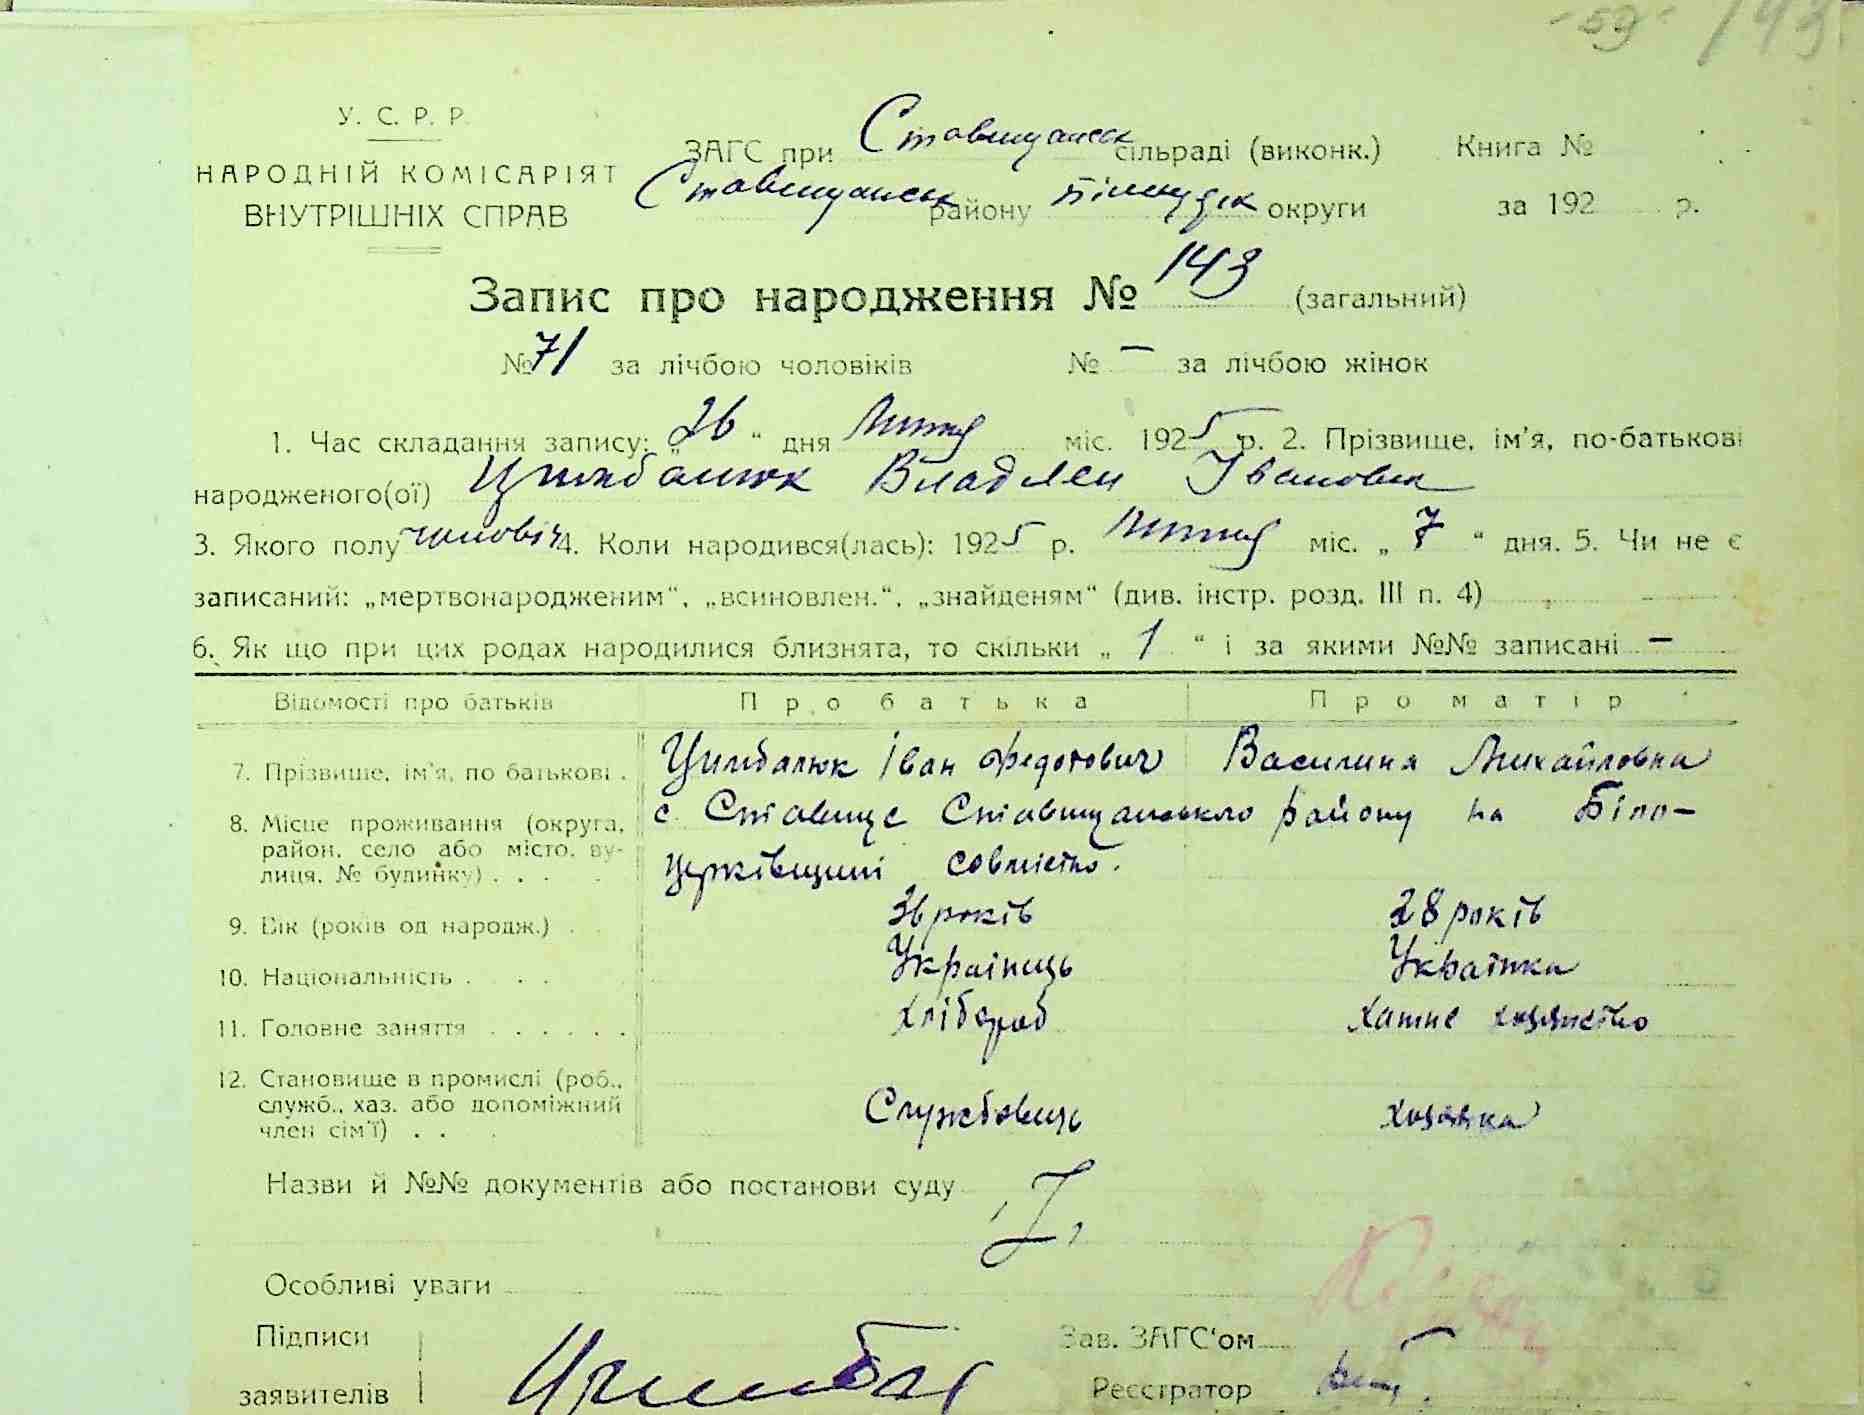 - 59 - 143.
У. С. Р. Р.
НАРОДНІЙ КОМІСАРІЯТ
ВНУТРІШНІХ СПРАВ
ЗАГС при Ставищанськ сільраді (виконк.) Книга №
Ставищанськ району округи за 192 р.
Запис про народження № 143 (загальний)
№ 71 за лічбою чоловіків № — за лічбою жінок
1. Час складання запису: „26“ дня Лютня міс. 1925 р. 2. Прізвище, ім'я, по-батькові
народженого(ої) Цимбалюк Владлен Іванович
3. Якого полу чоловіч 4. Коли народився(лась): 1925 р. Лютня міс. „7“ дня. 5. Чи не є
записаний: „мертвонародженим“, „всиновлен.“, „знайденям“ (див. інстр. розд. III п. 4)
6. Як що при цих родах народилися близнята, то скільки „1“ і за якими №№ записані —
Відомості про батьків Про батька Про матір
7. Прізвище, ім'я, по батькові . Цимбалюк Іван Федотович Василина Михайловна
8. Місце проживання (округа, район, село або місто, вулиця, № будинку) . . . с. Ставище Ставищанського району на Біло-
Церківщині совмістно.
9. Вік (років од народж.) . 36 років 28 років
10. Національність . . . Українець Українка
11. Головне заняття . . . . . . Хлібороб хатнє хозяйство
12. Становище в промислі (роб., служб., хаз. або допоміжний член сім'ї) . . Службовець хозяйка
Назви й №№ документів або постанови суду
Особливі уваги
Підписи Зав. ЗАГС'ом
заявителів Цимбал Реєстратор